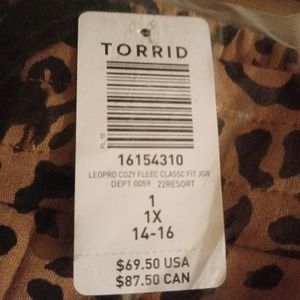 TORRID
FL_12
16154310
LEOPRD COZY FLEEC CLASSC FIT JGR
DEPT 0059 22RESORT
1
1X
14-16
$69.50 USA
$87.50 CAN